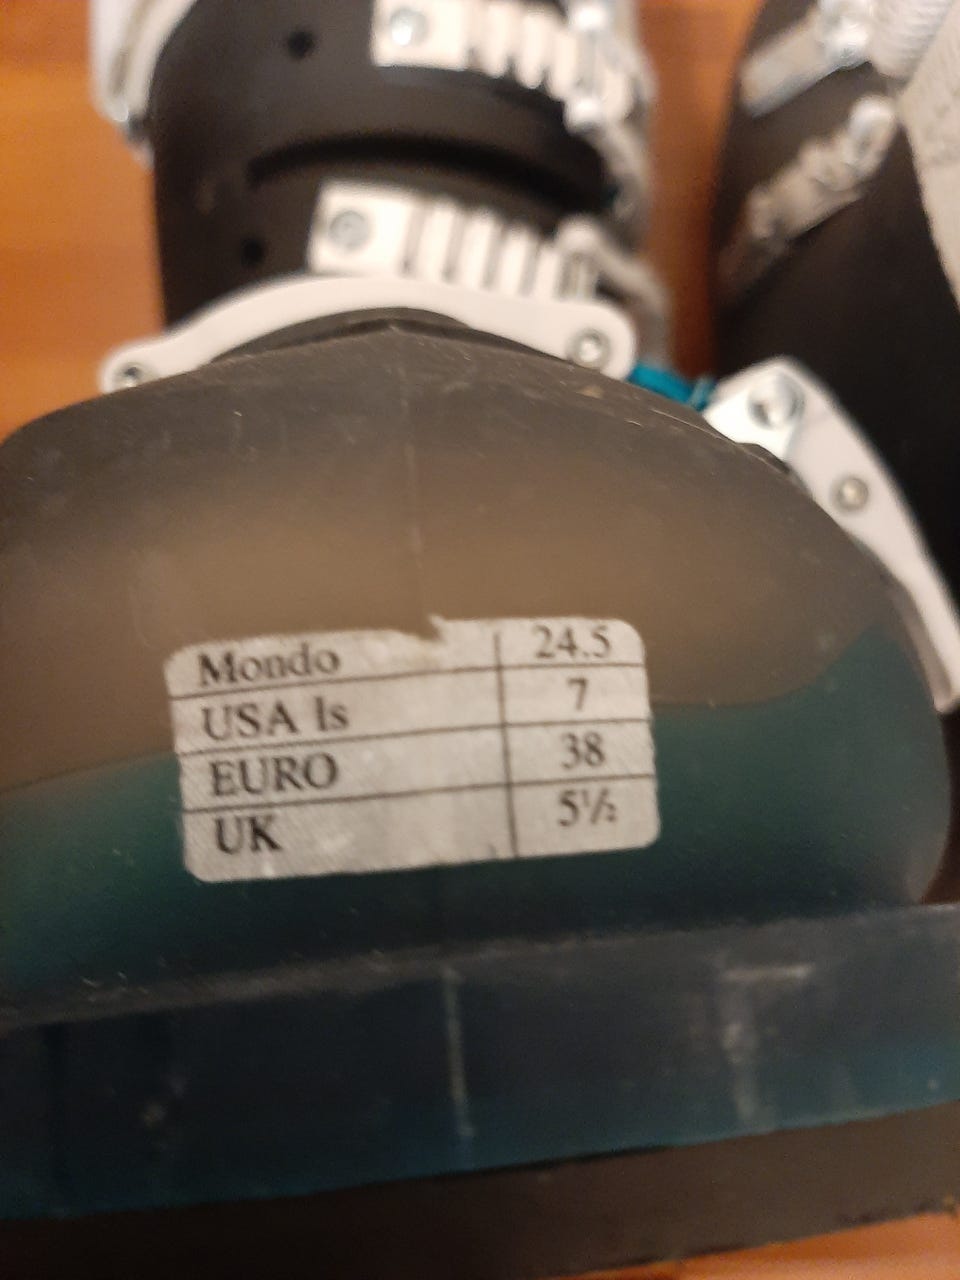 Mondo 24.5
USA ls 7
EURO 38
UK 5½